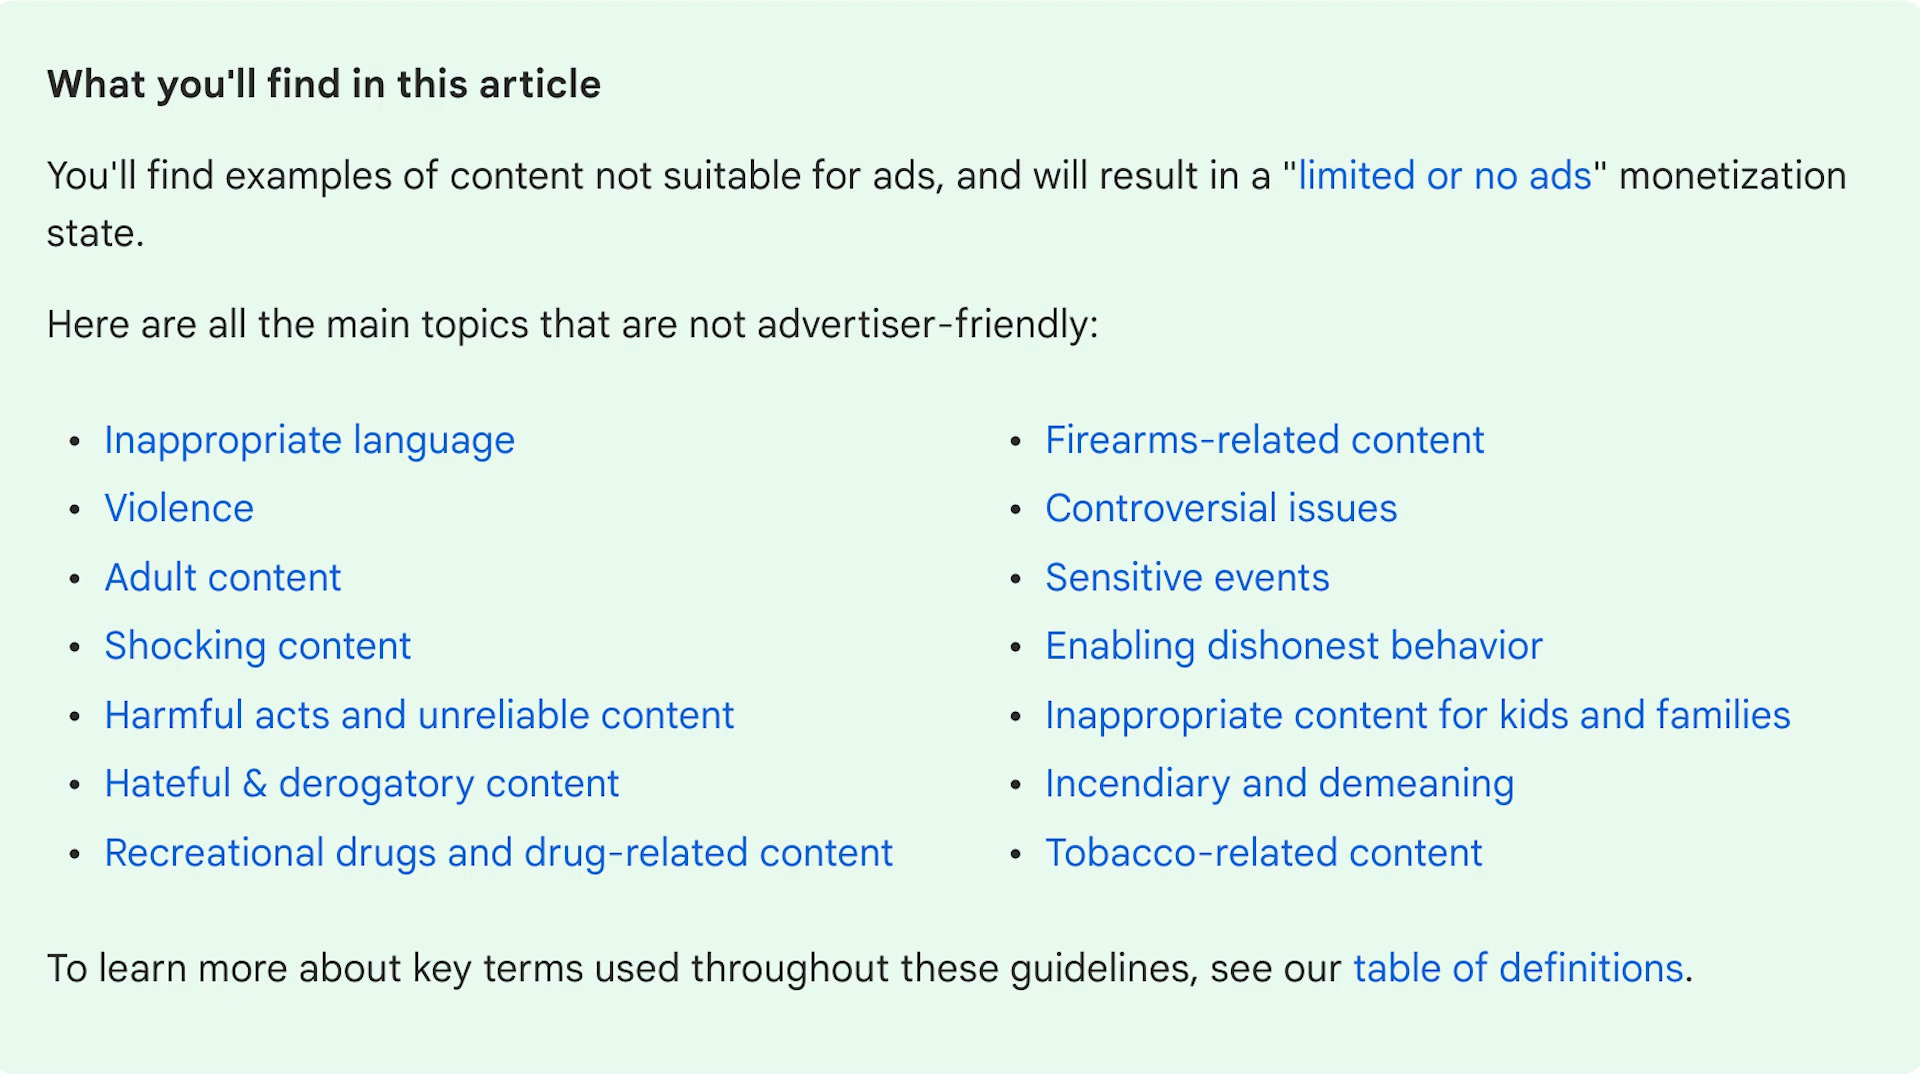 What you'll find in this article
You'll find examples of content not suitable for ads, and will result in a "limited or no ads" monetization
state.
Here are all the main topics that are not advertiser-friendly:
• Inappropriate language
• Violence
• Adult content
• Shocking content
• Harmful acts and unreliable content
• Hateful & derogatory content
• Recreational drugs and drug-related content
• Firearms-related content
• Controversial issues
• Sensitive events
• Enabling dishonest behavior
• Inappropriate content for kids and families
• Incendiary and demeaning
• Tobacco-related content
To learn more about key terms used throughout these guidelines, see our table of definitions.